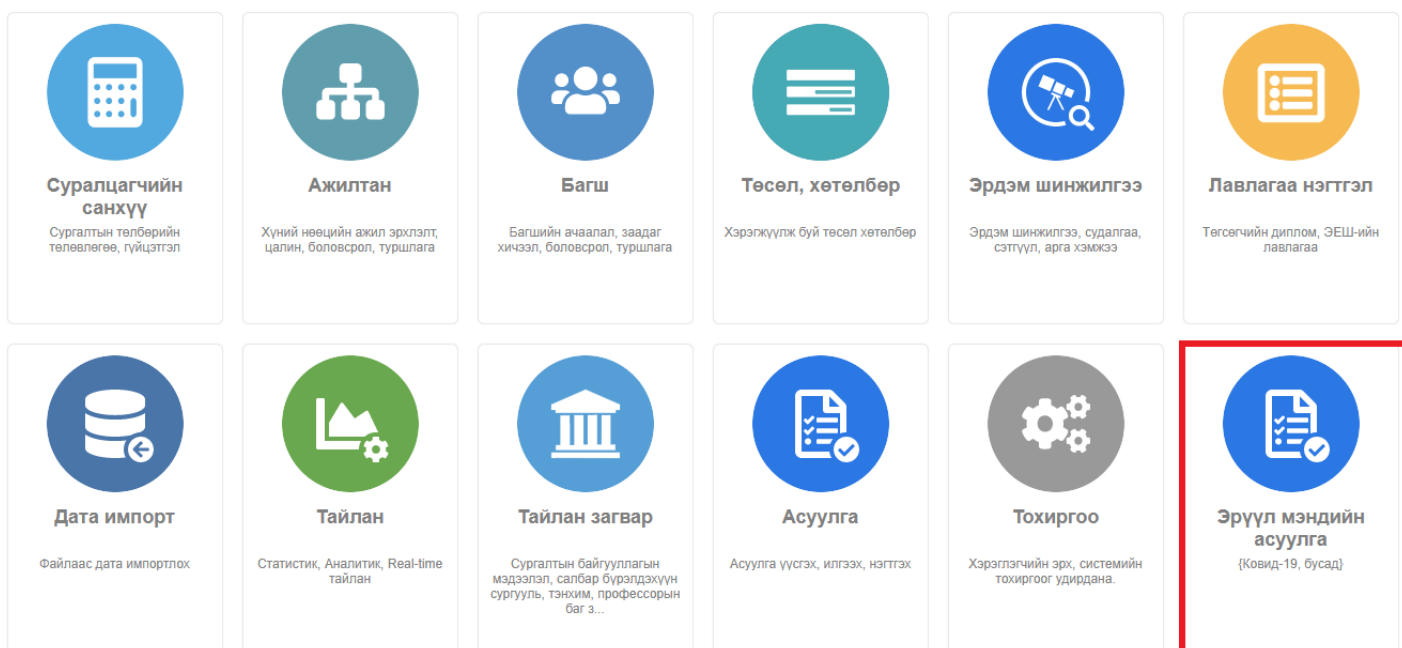 Суралцагчийн
санхүү
Сургалтын төлбөрийн
төлөвлөгөө, гүйцэтгэл
Ажилтан
Хүний нөөцийн ажил эрхлэлт,
цалин, боловсрол, туршлага
Багш
Багшийн ачаалал, заадаг
хичээл, боловсрол, туршлага
Төсөл, хөтөлбөр
Хэрэгжүүлж буй төсөл хөтөлбөр
Эрдэм шинжилгээ
Эрдэм шинжилгээ, судалгаа,
сэтгүүл, арга хэмжээ
Лавлагаа нэгтгэл
Төгсөгчийн диплом, ЭЕШ-ийн
лавлагаа
Дата импорт
Файлаас дата импортлох
Тайлан
Статистик, Аналитик, Real-time
тайлан
Тайлан загвар
Сургалтын байгууллагын
мэдээлэл, салбар бүрэлдэхүүн
сургууль, тэнхим, профессорын
баг з...
Асуулга
Асуулга үүсгэх, илгээх, нэгтгэх
Тохиргоо
Хэрэглэгчийн эрх, системийн
тохиргоог удирдана.
Эрүүл мэндийн
асуулга
{Ковид-19, бусад}